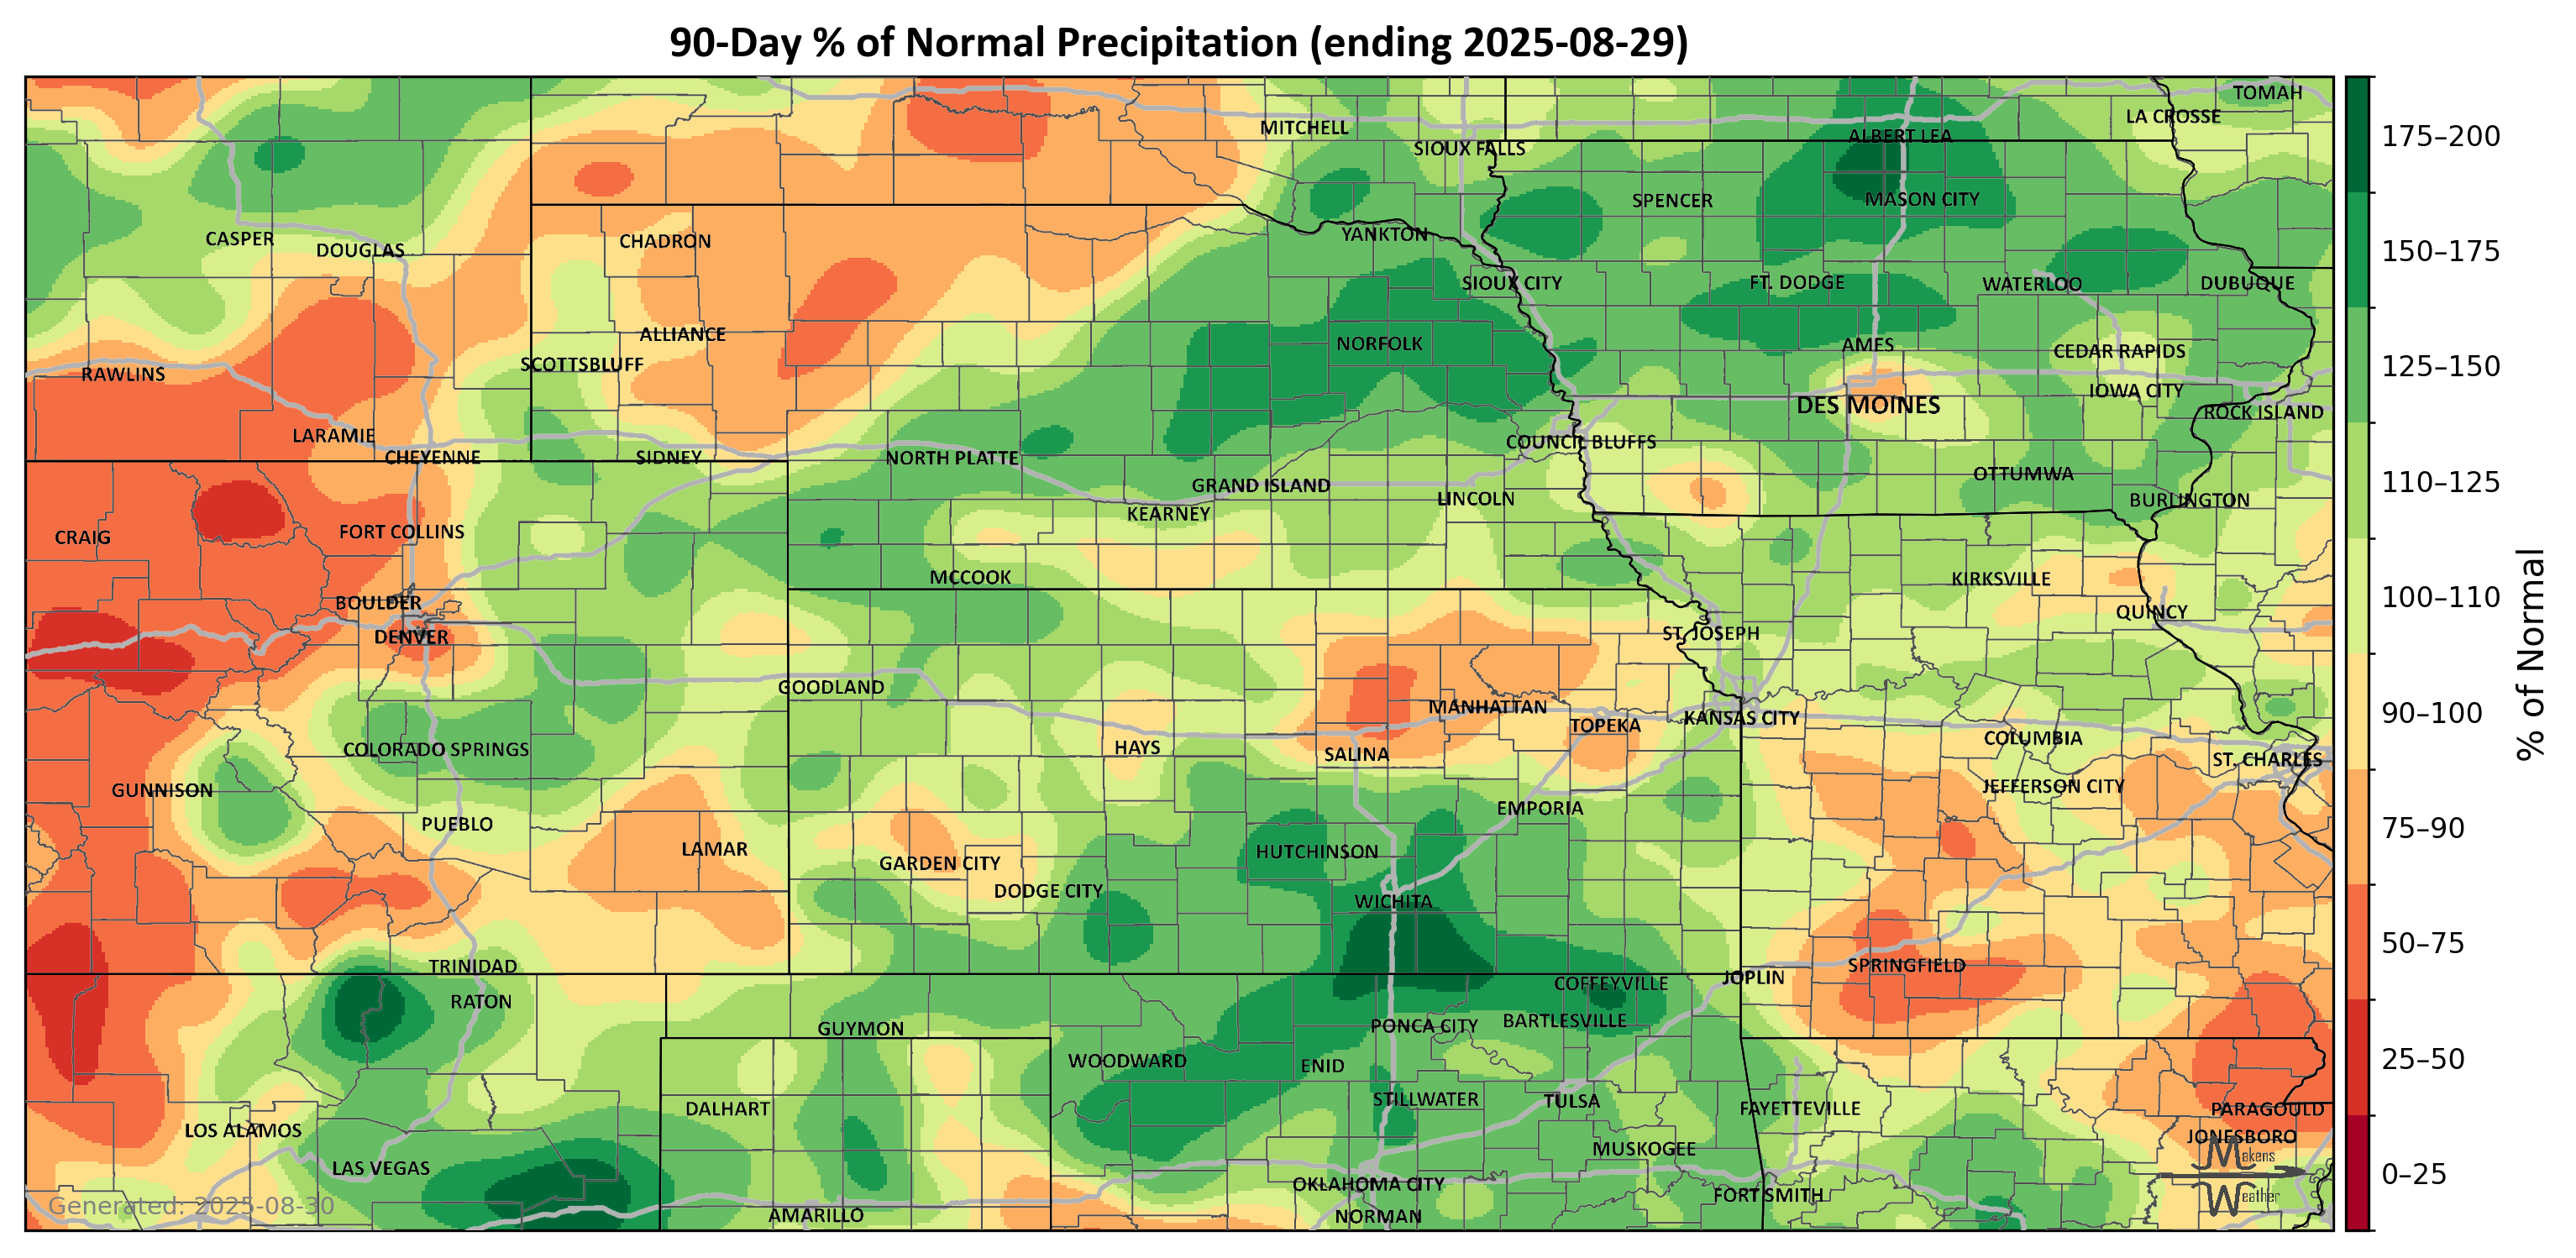 90-Day % of Normal Precipitation (ending 2025-08-29)
TOMAH
LA CROSSE
MITCHELL
ALBERT LEA
SIOUX FALLS
175–200
SPENCER
MASON CITY
YANKTON
CASPER
CHADRON
DOUGLAS
150–175
SIOUX CITY
FT. DODGE
WATERLOO
DUBUQUE
ALLIANCE
NORFOLK
AMES
CEDAR RAPIDS
SCOTTSBLUFF
125–150
RAWLINS
IOWA CITY
DES MOINES
ROCK ISLAND
LARAMIE
COUNCIL BLUFFS
CHEYENNE
SIDNEY
NORTH PLATTE
OTTUMWA
110–125
GRAND ISLAND
LINCOLN
BURLINGTON
KEARNEY
FORT COLLINS
CRAIG
MCCOOK
KIRKSVILLE
100–110
BOULDER
QUINCY
DENVER
ST. JOSEPH
% of Normal
GOODLAND
MANHATTAN
90–100
KANSAS CITY
TOPEKA
COLUMBIA
COLORADO SPRINGS
HAYS
SALINA
ST. CHARLES
GUNNISON
JEFFERSON CITY
EMPORIA
PUEBLO
75–90
LAMAR
HUTCHINSON
GARDEN CITY
DODGE CITY
WICHITA
50–75
TRINIDAD
SPRINGFIELD
JOPLIN
COFFEYVILLE
RATON
BARTLESVILLE
PONCA CITY
GUYMON
WOODWARD
ENID
25–50
STILLWATER
TULSA
DALHART
FAYETTEVILLE
PARAGOULD
LOS ALAMOS
JONESBORO
MUSKOGEE
Makens
LAS VEGAS
0–25
OKLAHOMA CITY
FORT SMITH
Weather
Generated: 2025-08-30
AMARILLO
NORMAN